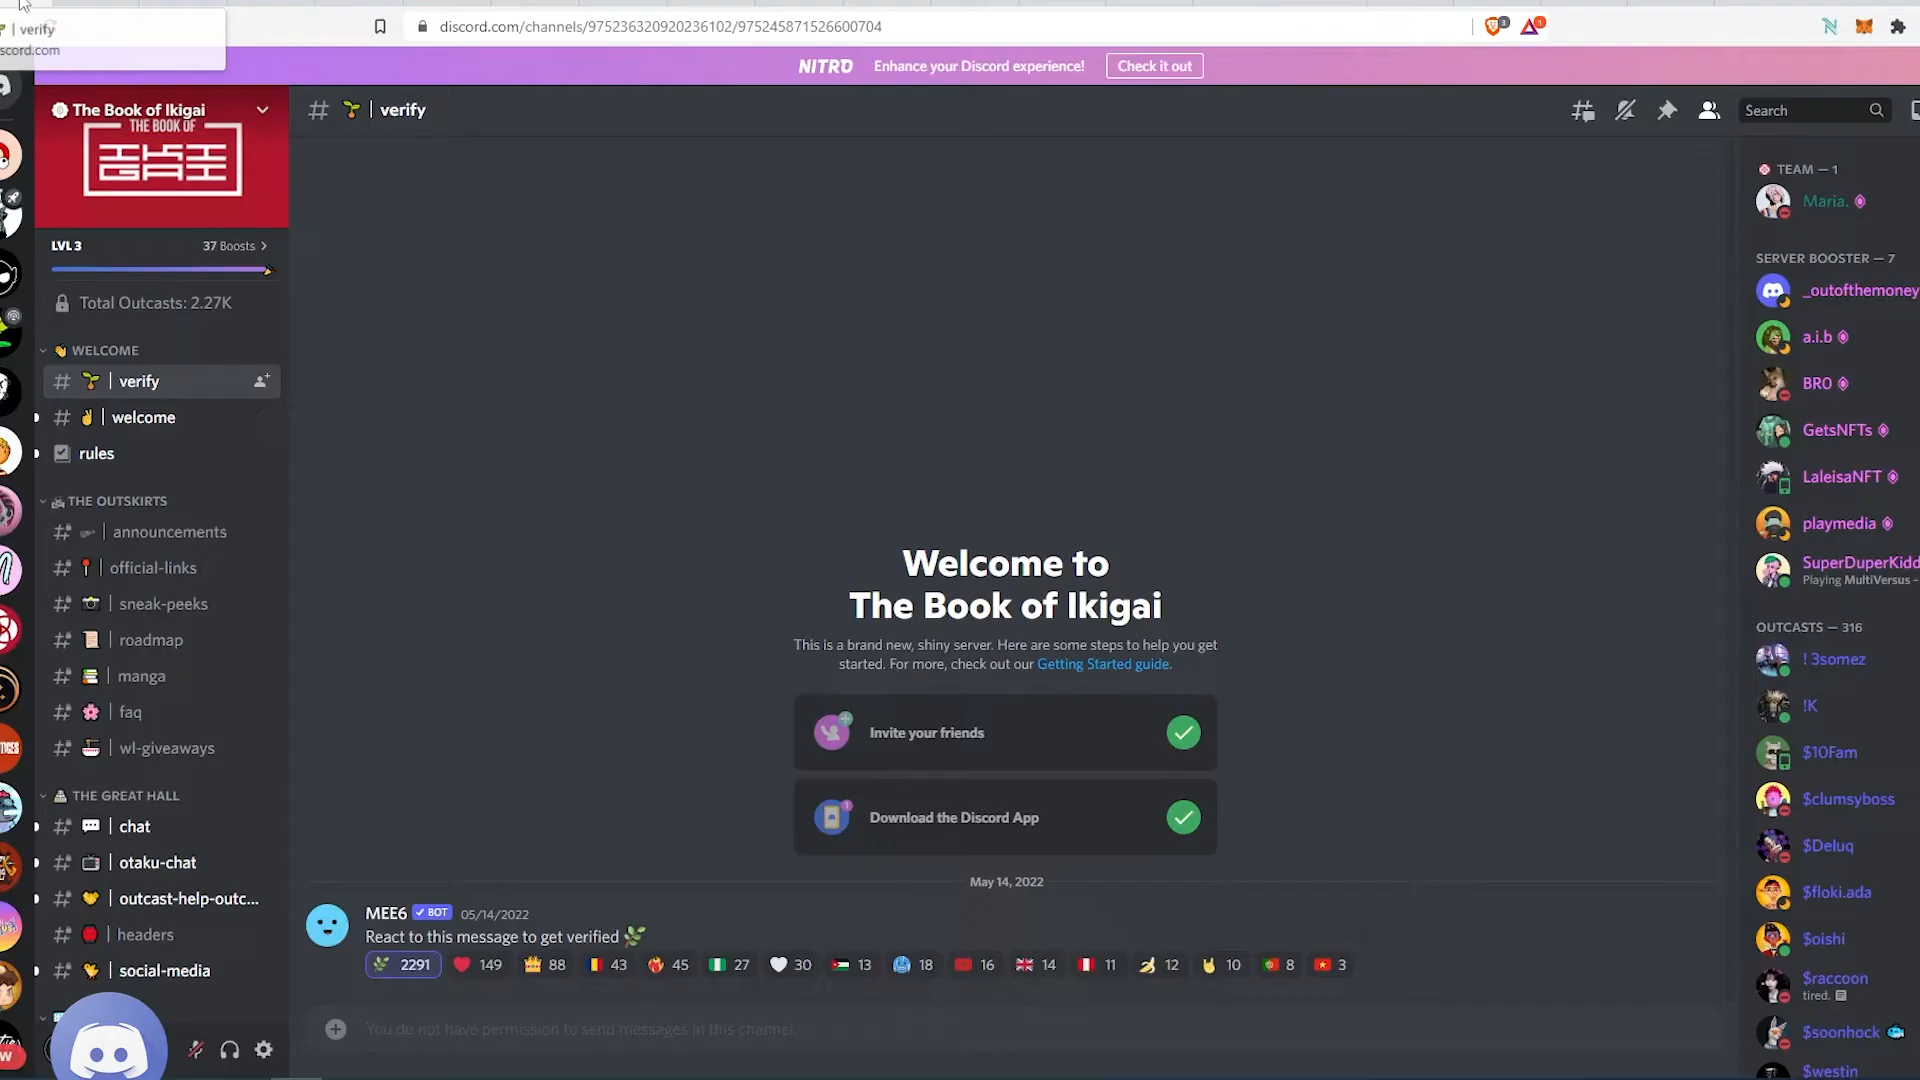 | verify
scord.com
discord.com/channels/975236320920236102/975245871526600704
3
1
NITRO Enhance your Discord experience! Check it out
The Book of Ikigai
THE BOOK OF
IKIGAI
LVL 3 37 Boosts
Total Outcasts: 2.27K
WELCOME
# | verify
# | welcome
rules
THE OUTSKIRTS
# | announcements
# | official-links
# | sneak-peeks
# | roadmap
# | manga
# | faq
# | wl-giveaways
THE GREAT HALL
# | chat
# | otaku-chat
# | outcast-help-outc...
# | headers
# | social-media
# | verify
Search
Welcome to
The Book of Ikigai
This is a brand new, shiny server. Here are some steps to help you get
started. For more, check out our Getting Started guide.
Invite your friends
Download the Discord App
May 14, 2022
MEE6 BOT 05/14/2022
React to this message to get verified
2291 149 88 43 45 27 30 13 18 16 14 11 12 10 8 3
You do not have permission to send messages in this channel.
TEAM — 1
Maria.
SERVER BOOSTER — 7
_outofthemoney
a.i.b
BRO
GetsNFTs
LaleisaNFT
playmedia
SuperDuperKidd
Playing MultiVersus -
OUTCASTS — 316
! 3somez
!K
$10Fam
$clumsyboss
$Deluq
$floki.ada
$oishi
$raccoon
tired.
$soonhock
$westin